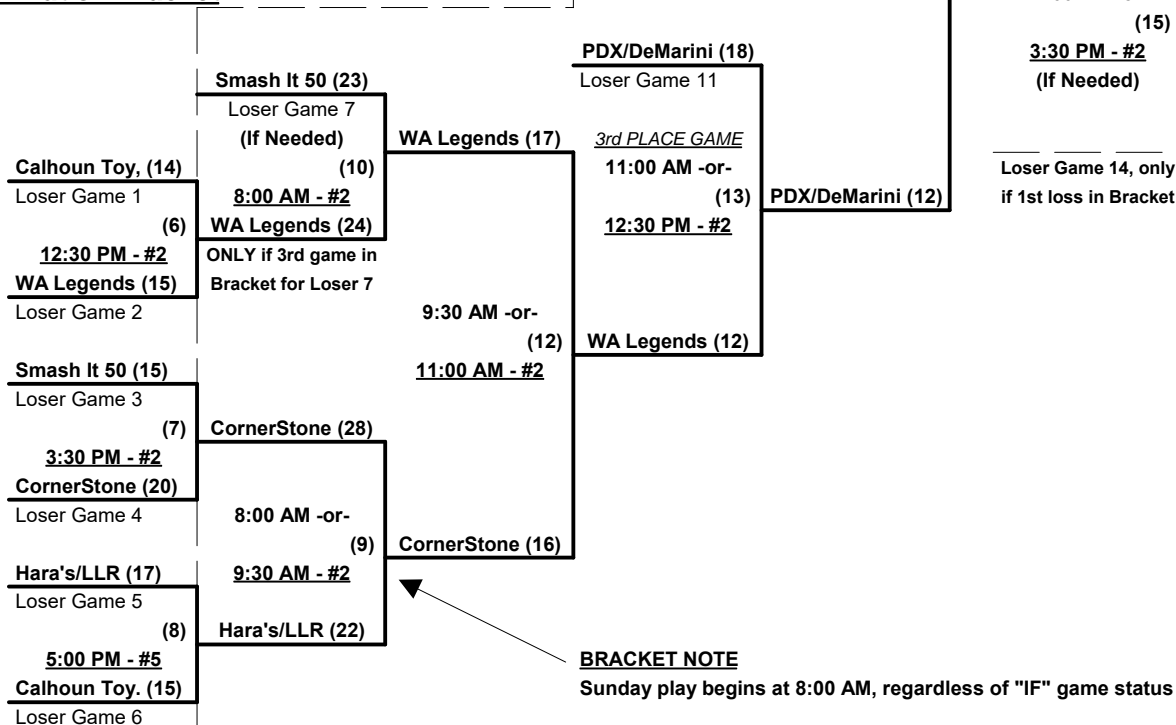 (15)
PDX/DeMarini (18)
3:30 PM - #2
Smash It 50 (23)
Loser Game 11
(If Needed)
Loser Game 7
(If Needed)
WA Legends (17)
3rd PLACE GAME
Calhoun Toy, (14)
(10)
11:00 AM -or-
Loser Game 14, only
Loser Game 1
8:00 AM - #2
(13)
PDX/DeMarini (12)
if 1st loss in Bracket
(6)
WA Legends (24)
12:30 PM - #2
12:30 PM - #2
ONLY if 3rd game in
WA Legends (15)
Bracket for Loser 7
Loser Game 2
9:30 AM -or-
(12)
WA Legends (12)
Smash It 50 (15)
11:00 AM - #2
Loser Game 3
(7)
CornerStone (28)
3:30 PM - #2
CornerStone (20)
Loser Game 4
8:00 AM -or-
(9)
CornerStone (16)
Hara's/LLR (17)
9:30 AM - #2
Loser Game 5
(8)
Hara's/LLR (22)
5:00 PM - #5
BRACKET NOTE
Calhoun Toy. (15)
Sunday play begins at 8:00 AM, regardless of "IF" game status
Loser Game 6